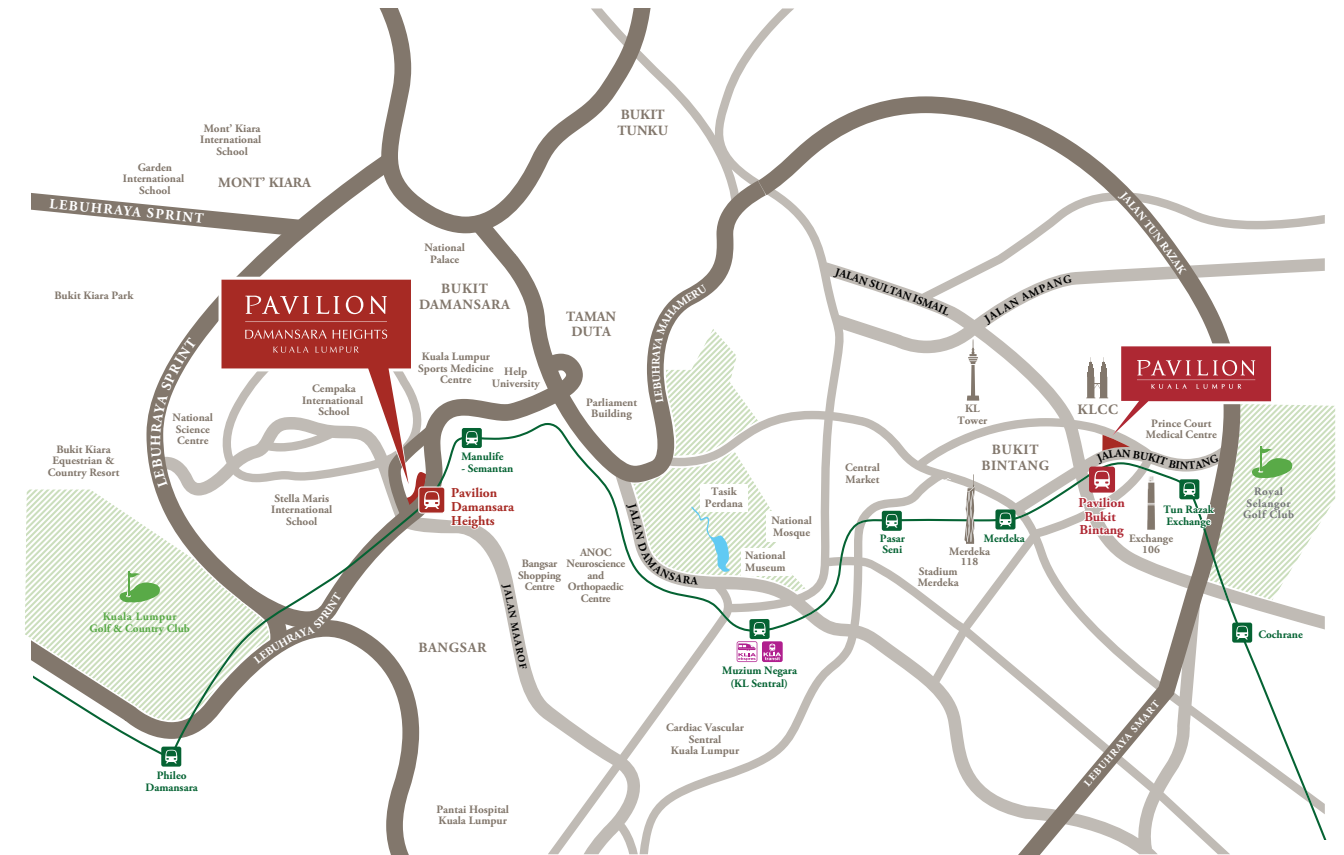 BUKIT
TUNKU
Mont' Kiara
International
School
Garden
International
School
MONT' KIARA
LEBUHRAYA SPRINT
JALAN TUN RAZAK
National
Palace
Bukit Kiara Park
PAVILION
DAMANSARA HEIGHTS
KUALA LUMPUR
BUKIT
DAMANSARA
TAMAN
DUTA
LEBUHRAYA MAHAMERU
JALAN SULTAN ISMAIL
JALAN AMPANG
LEBUHRAYA SPRINT
Kuala Lumpur
Sports Medicine
Centre
Help
University
Cempaka
International
School
Parliament
Building
KL
Tower
KLCC
PAVILION
KUALA LUMPUR
National
Science
Centre
Prince Court
Medical Centre
JALAN BUKIT BINTANG
Bukit Kiara
Equestrian &
Country Resort
Manulife
- Semantan
BUKIT
BINTANG
Central
Market
Stella Maris
International
School
Pavilion
Damansara
Heights
Tasik
Perdana
National
Mosque
National
Museum
JALAN DAMANSARA
Pasar
Seni
Merdeka
Merdeka
118
Stadium
Merdeka
Pavilion
Bukit
Bintang
Exchange
106
Tun Razak
Exchange
Royal
Selangot
Golf Club
Bangsar
Shopping
Centre
ANOC
Neuroscience
and
Orthopaedic
Centre
JALAN MAAROF
Kuala Lumpur
Golf & Country Club
LEBUHRAYA SPRINT
BANGSAR
KLIA
ekspres
KLIA
transit
Muzium Negara
(KL Sentral)
Cochrane
Cardiac Vascular
Sentral
Kuala Lumpur
LEBUHRAYA SMART
Phileo
Damansara
Pantai Hospital
Kuala Lumpur